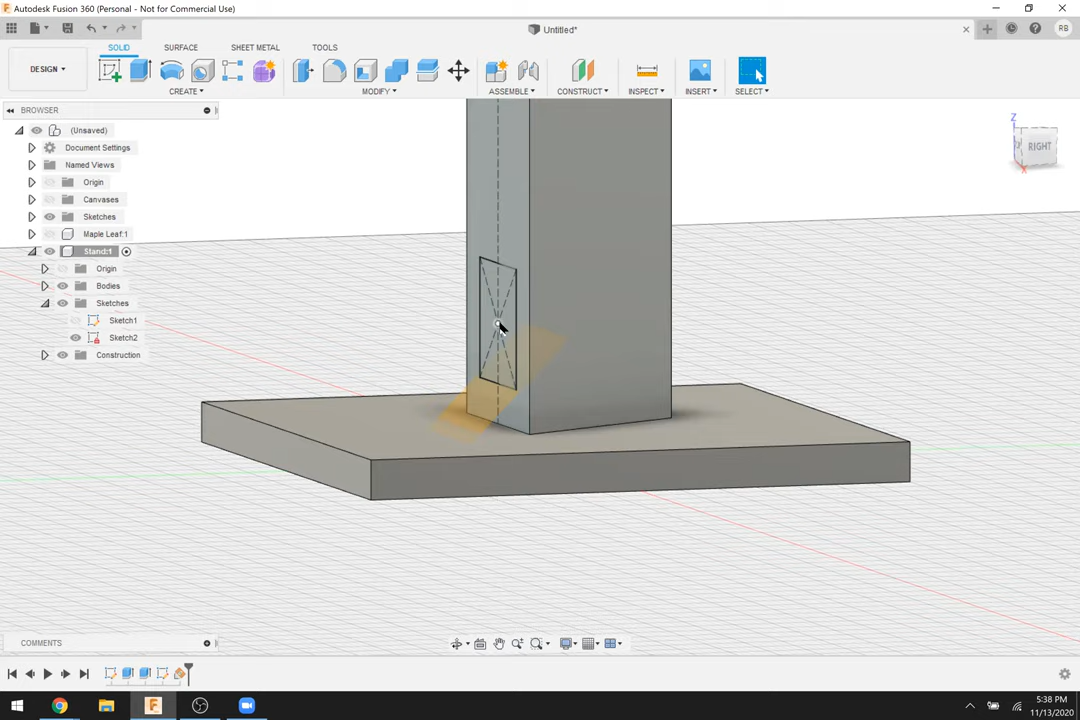 Autodesk Fusion 360 (Personal - Not for Commercial Use)
Untitled*
RB
SOLID SURFACE SHEET METAL TOOLS
DESIGN
CREATE MODIFY ASSEMBLE CONSTRUCT INSPECT INSERT SELECT
BROWSER
(Unsaved)
Document Settings
Named Views
Origin
Canvases
Sketches
Maple Leaf:1
Stand:1
Origin
Bodies
Sketches
Sketch1
Sketch2
Construction
Z
RIGHT
X
COMMENTS
5:38 PM
11/13/2020